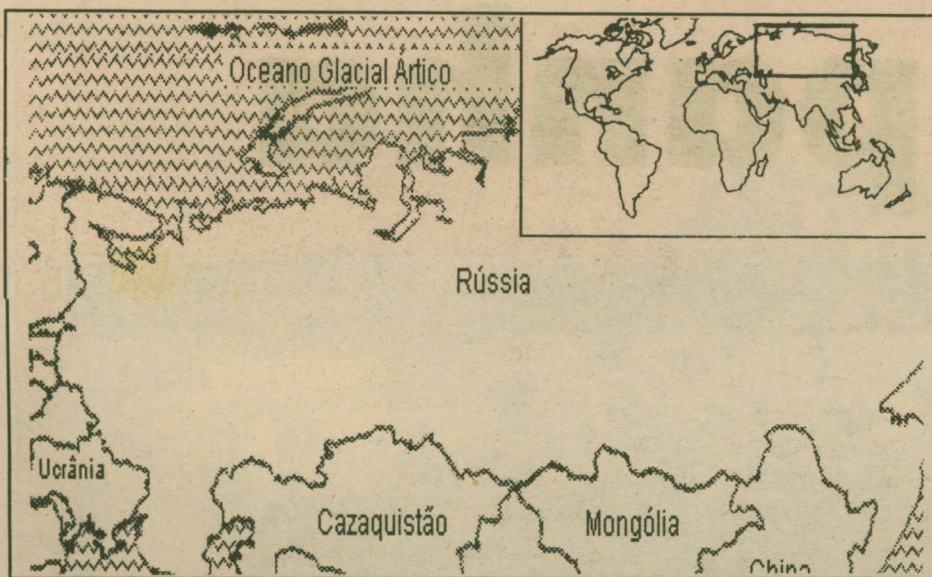 Oceano Glacial Ártico
Rússia
Ucrânia
Cazaquistão
Mongólia
China